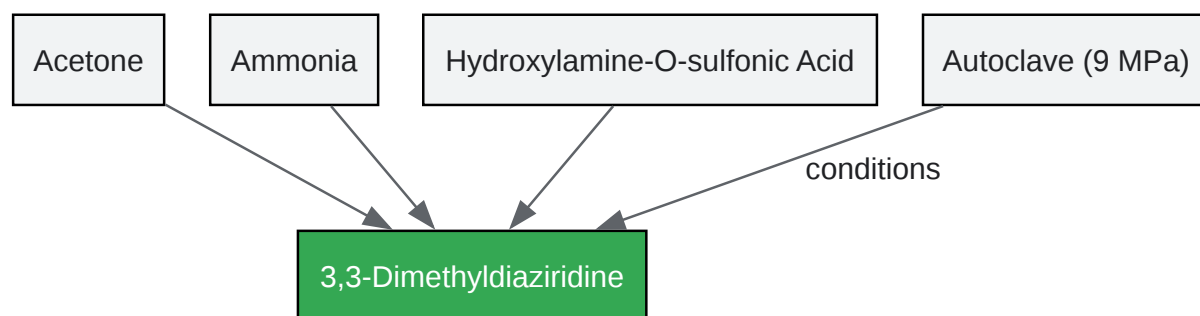 Acetone
Ammonia
Hydroxylamine-O-sulfonic Acid
Autoclave (9 MPa)
conditions
3,3-Dimethyldiaziridine